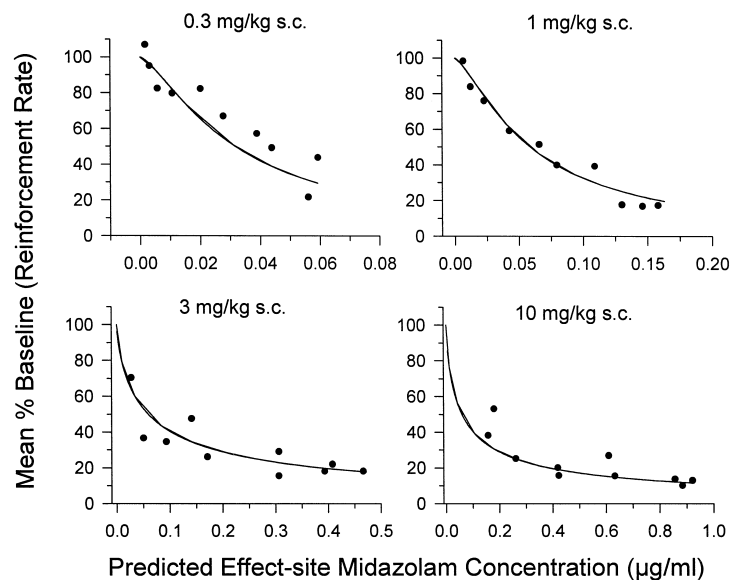 0.3 mg/kg s.c.
1 mg/kg s.c.
100
80
60
40
20
0
0.00 0.02 0.04 0.06 0.08
100
80
60
40
20
0
0.00 0.05 0.10 0.15 0.20
3 mg/kg s.c.
10 mg/kg s.c.
100
80
60
40
20
0
0.0 0.1 0.2 0.3 0.4 0.5
100
80
60
40
20
0
0.0 0.2 0.4 0.6 0.8 1.0
Mean % Baseline (Reinforcement Rate)
Predicted Effect-site Midazolam Concentration (µg/ml)